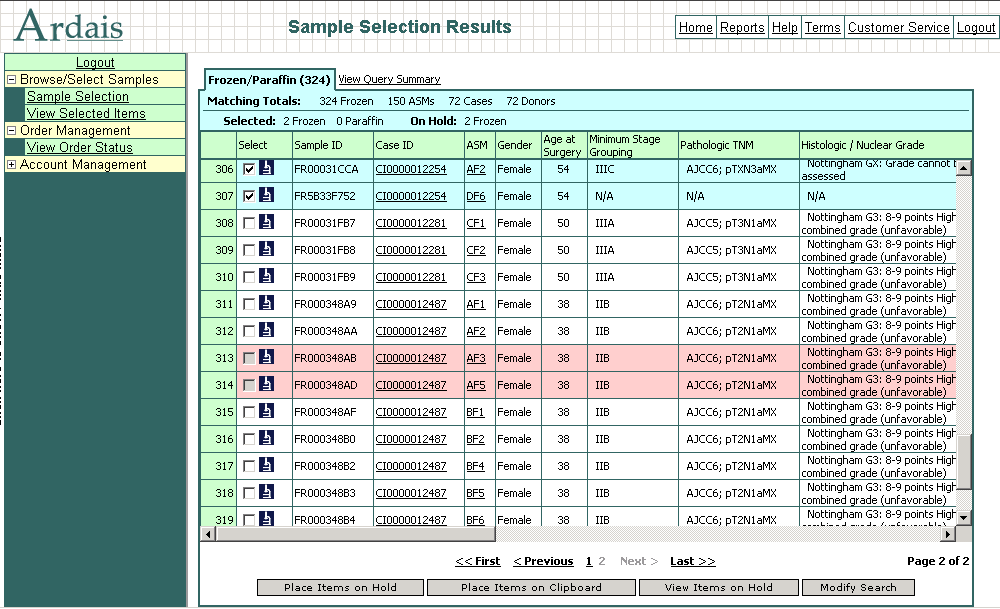 Ardais
Sample Selection Results
Home Reports Help Terms Customer Service Logout
Logout
Browse/Select Samples
Sample Selection
View Selected Items
Order Management
View Order Status
Account Management
Frozen/Paraffin (324) View Query Summary
Matching Totals: 324 Frozen 150 ASMs 72 Cases 72 Donors
Selected: 2 Frozen 0 Paraffin On Hold: 2 Frozen
Select Sample ID Case ID ASM Gender Age at Surgery Minimum Stage Grouping Pathologic TNM Histologic / Nuclear Grade
306 FR00031CCA CI0000012254 AF2 Female 54 IIIC AJCC6; pTXN3aMX Nottingham GX: Grade cannot b assessed
307 FR5B33F752 CI0000012254 DF6 Female 54 N/A N/A N/A
308 FR00031FB7 CI0000012281 CF1 Female 50 IIIA AJCC5; pT3N1aMX Nottingham G3: 8-9 points High combined grade (unfavorable)
309 FR00031FB8 CI0000012281 CF2 Female 50 IIIA AJCC5; pT3N1aMX Nottingham G3: 8-9 points High combined grade (unfavorable)
310 FR00031FB9 CI0000012281 CF3 Female 50 IIIA AJCC5; pT3N1aMX Nottingham G3: 8-9 points High combined grade (unfavorable)
311 FR000348A9 CI0000012487 AF1 Female 38 IIB AJCC6; pT2N1aMX Nottingham G3: 8-9 points High combined grade (unfavorable)
312 FR000348AA CI0000012487 AF2 Female 38 IIB AJCC6; pT2N1aMX Nottingham G3: 8-9 points High combined grade (unfavorable)
313 FR000348AB CI0000012487 AF3 Female 38 IIB AJCC6; pT2N1aMX Nottingham G3: 8-9 points High combined grade (unfavorable)
314 FR000348AD CI0000012487 AF5 Female 38 IIB AJCC6; pT2N1aMX Nottingham G3: 8-9 points High combined grade (unfavorable)
315 FR000348AF CI0000012487 BF1 Female 38 IIB AJCC6; pT2N1aMX Nottingham G3: 8-9 points High combined grade (unfavorable)
316 FR000348B0 CI0000012487 BF2 Female 38 IIB AJCC6; pT2N1aMX Nottingham G3: 8-9 points High combined grade (unfavorable)
317 FR000348B2 CI0000012487 BF4 Female 38 IIB AJCC6; pT2N1aMX Nottingham G3: 8-9 points High combined grade (unfavorable)
318 FR000348B3 CI0000012487 BF5 Female 38 IIB AJCC6; pT2N1aMX Nottingham G3: 8-9 points High combined grade (unfavorable)
319 FR000348B4 CI0000012487 BF6 Female 38 IIB AJCC6; pT2N1aMX Nottingham G3: 8-9 points High combined grade (unfavorable)
<< First < Previous 1 2 Next > Last >> Page 2 of 2
Place Items on Hold Place Items on Clipboard View Items on Hold Modify Search